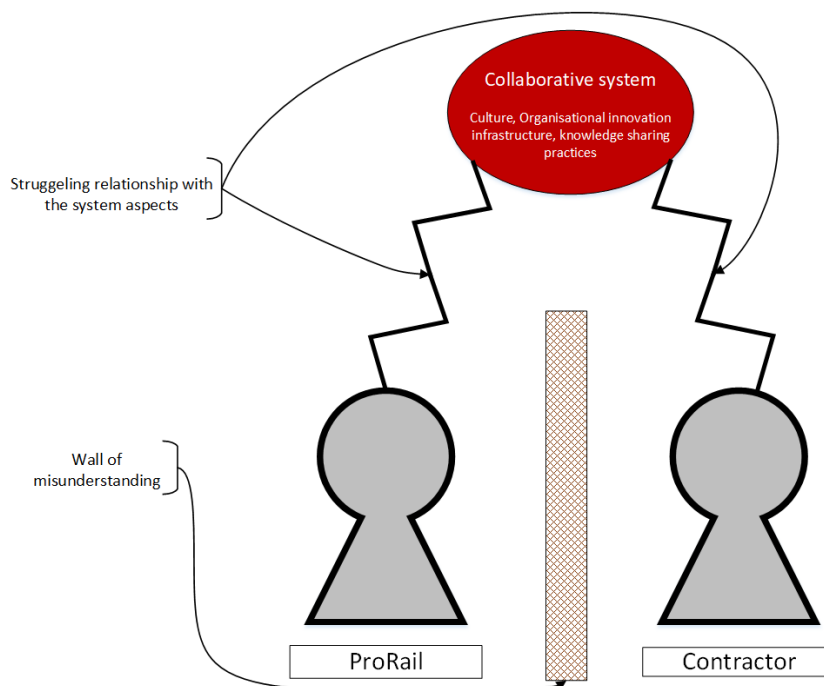 Collaborative system
Culture, Organisational innovation
infrastructure, knowledge sharing
practices
Struggeling relationship with
the system aspects
Wall of
misunderstanding
ProRail
Contractor